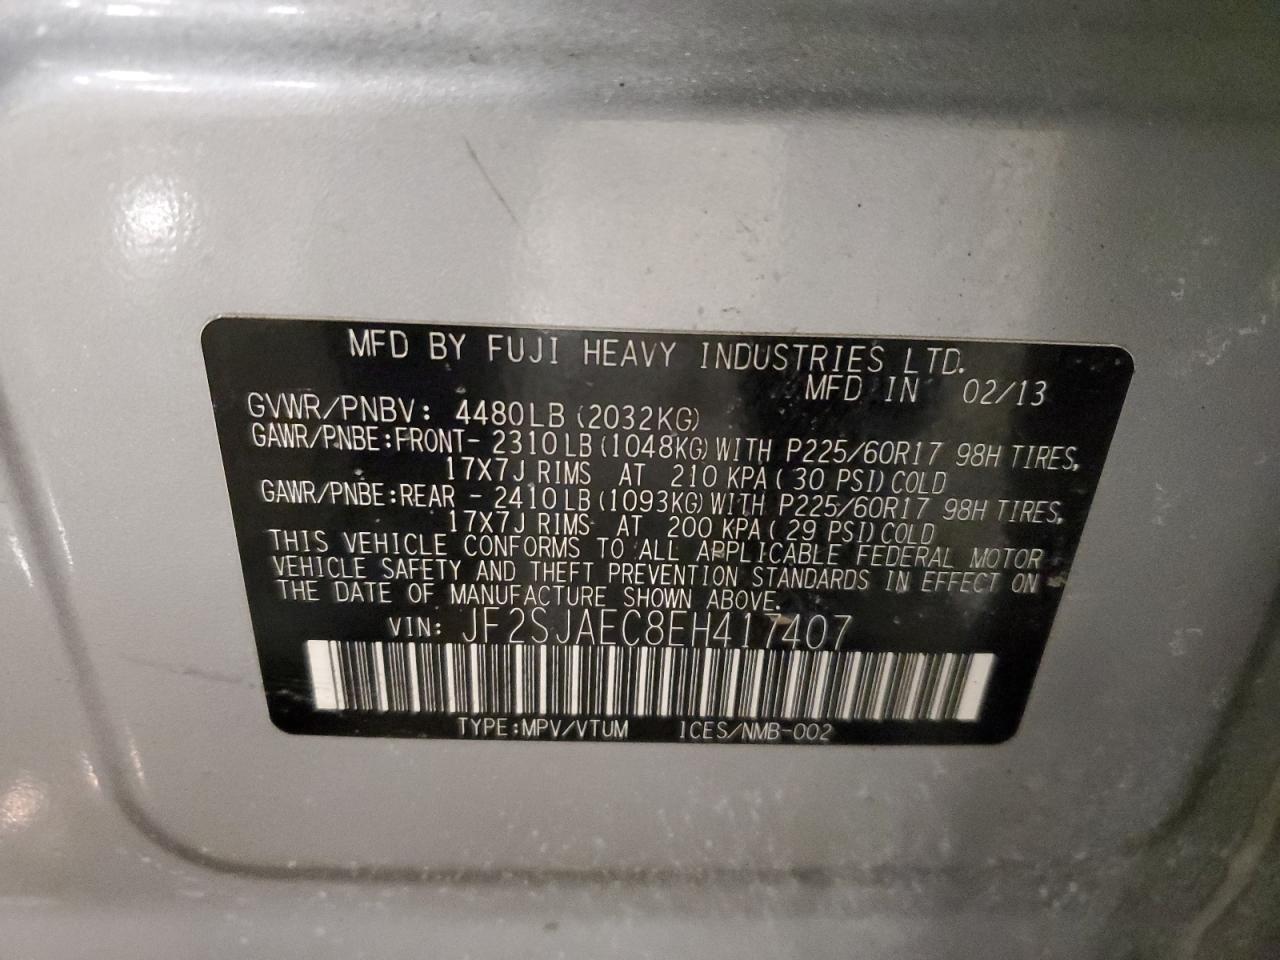 MFD BY FUJI HEAVY INDUSTRIES LTD.
MFD IN 02/13
GVWR/PNBV: 4480LB (2032KG)
GAWR/PNBE:FRONT- 2310LB (1048KG) WITH P225/60R17 98H TIRES,
17X7J RIMS AT 210 KPA ( 30 PSI) COLD
GAWR/PNBE:REAR - 2410LB (1093KG) WITH P225/60R17 98H TIRES,
17X7J RIMS AT 200 KPA ( 29 PSI) COLD
THIS VEHICLE CONFORMS TO ALL APPLICABLE FEDERAL MOTOR
VEHICLE SAFETY AND THEFT PREVENTION STANDARDS IN EFFECT ON
THE DATE OF MANUFACTURE SHOWN ABOVE.
VIN: JF2SJAEC8EH417407
TYPE:MPV/VTUM ICES/NMB-002